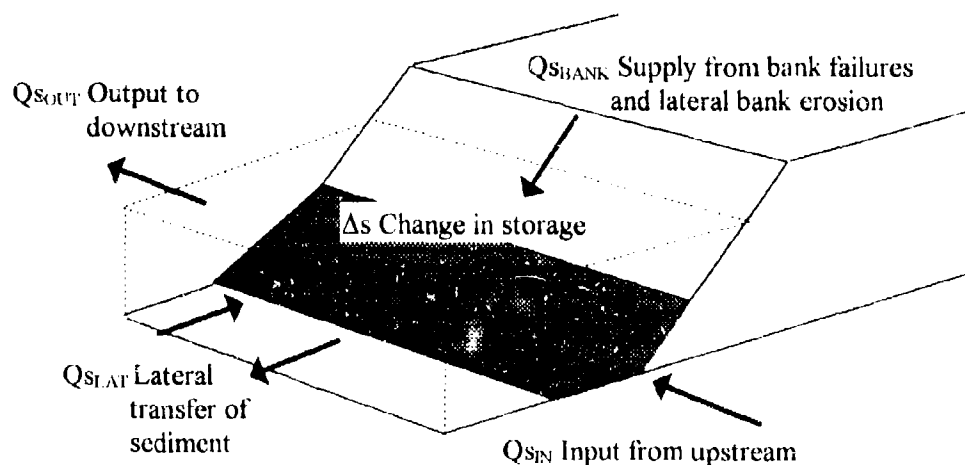 Qs_BANK Supply from bank failures
and lateral bank erosion
Qs_OUT Output to
downstream
Δs Change in storage
Qs_LAT Lateral
transfer of
sediment
Qs_IN Input from upstream